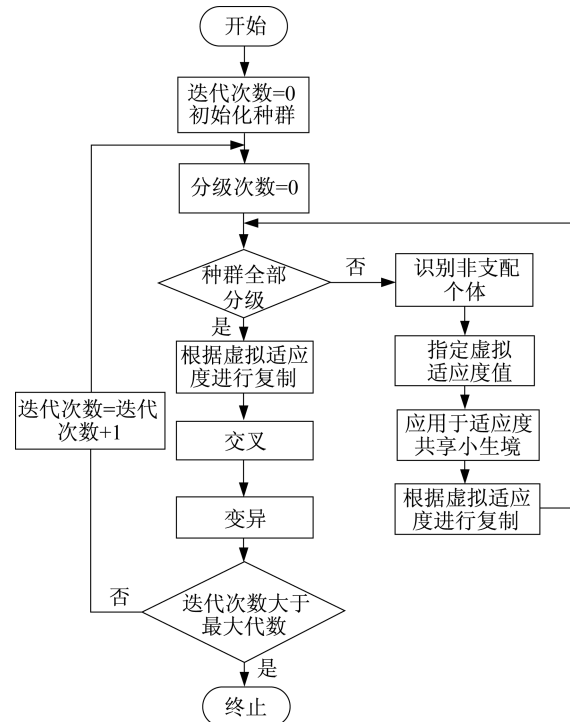 开始
迭代次数=0
初始化种群
分级次数=0
种群全部
分级
否
识别非支配
个体
是
指定虚拟
适应度值
根据虚拟适应
度进行复制
迭代次数=迭代
次数+1
交叉
应用于适应度
共享小生境
变异
根据虚拟适应
度进行复制
否
迭代次数大于
最大代数
是
终止